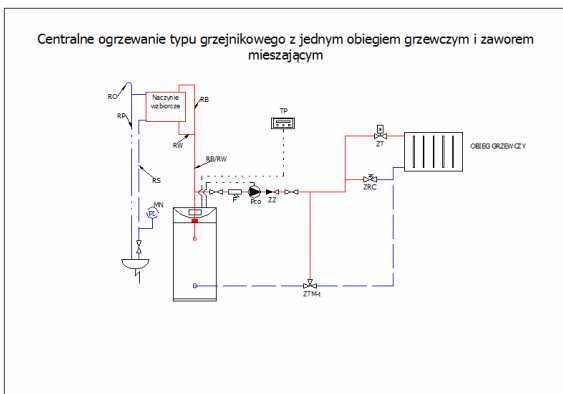 Centralne ogrzewanie typu grzejnikowego z jednym obiegiem grzewczym i zaworem
mieszającym
RO
RP
Naczynie
wzbiorcze
RB
TP
RW
ZT
OBIEG GRZEWCZY
RB/RW
RS
ZRC
F
Pco
ZZ
MN
PI
ZTM-t